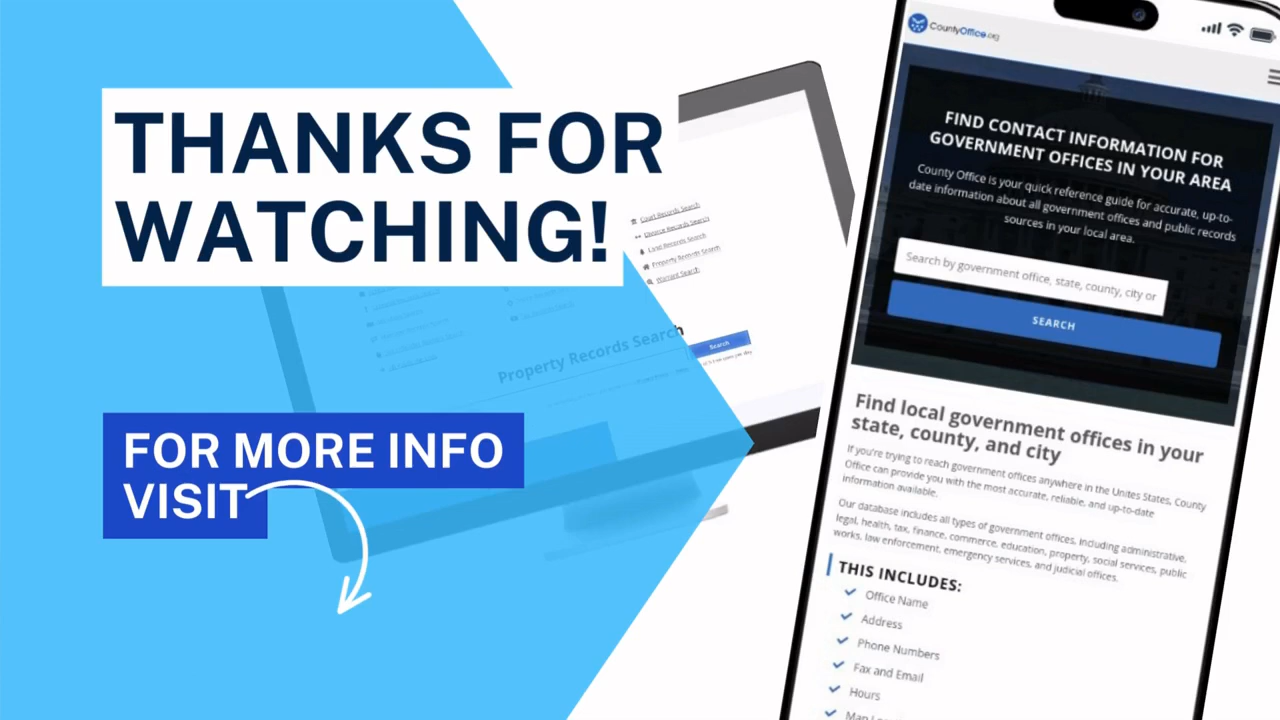 THANKS FOR
WATCHING!
FOR MORE INFO
VISIT
Court Records Search
Divorce Records Search
Land Records Search
Property Records Search
Warrant Search
Property Records Search
Search
CountyOffice.org
FIND CONTACT INFORMATION FOR
GOVERNMENT OFFICES IN YOUR AREA
County Office is your quick reference guide for accurate, up-to-
date information about all government offices and public records
sources in your local area.
Search by government office, state, county, city or
SEARCH
Find local government offices in your
state, county, and city
If you're trying to reach government offices anywhere in the Unites States, County
Office can provide you with the most accurate, reliable, and up-to-date
information available.
Our database includes all types of government offices, including administrative,
legal, health, tax, finance, commerce, education, property, social services, public
works, law enforcement, emergency services, and judicial offices.
THIS INCLUDES:
Office Name
Address
Phone Numbers
Fax and Email
Hours
Map